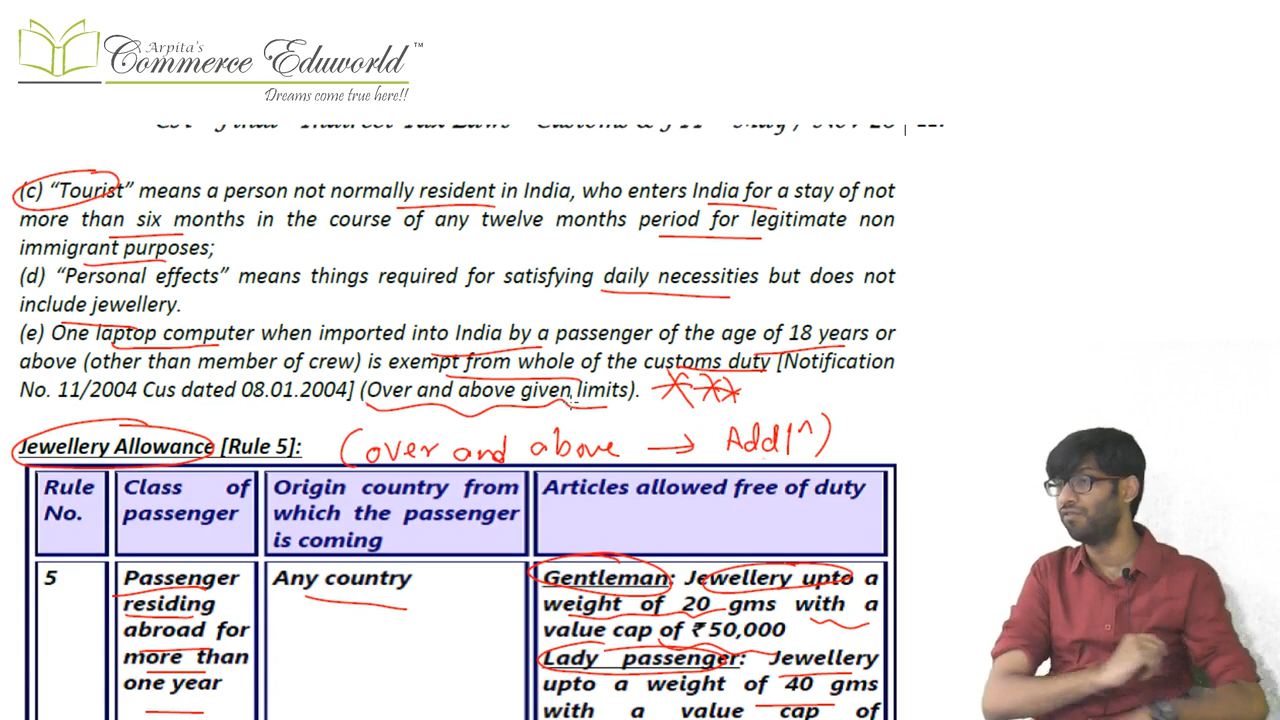 Arpita's
Commerce Eduworld ™
Dreams come true here!!
(c) “Tourist” means a person not normally resident in India, who enters India for a stay of not
more than six months in the course of any twelve months period for legitimate non
immigrant purposes;
(d) “Personal effects” means things required for satisfying daily necessities but does not
include jewellery.
(e) One laptop computer when imported into India by a passenger of the age of 18 years or
above (other than member of crew) is exempt from whole of the customs duty [Notification
No. 11/2004 Cus dated 08.01.2004] (Over and above given limits).
Jewellery Allowance [Rule 5]: (over and above → Addl^n)
Rule No.
Class of passenger
Origin country from which the passenger is coming
Articles allowed free of duty
5
Passenger
residing
abroad for
more than
one year
Any country
Gentleman: Jewellery upto a
weight of 20 gms with a
value cap of ₹50,000
Lady passenger: Jewellery
upto a weight of 40 gms
with a value cap of